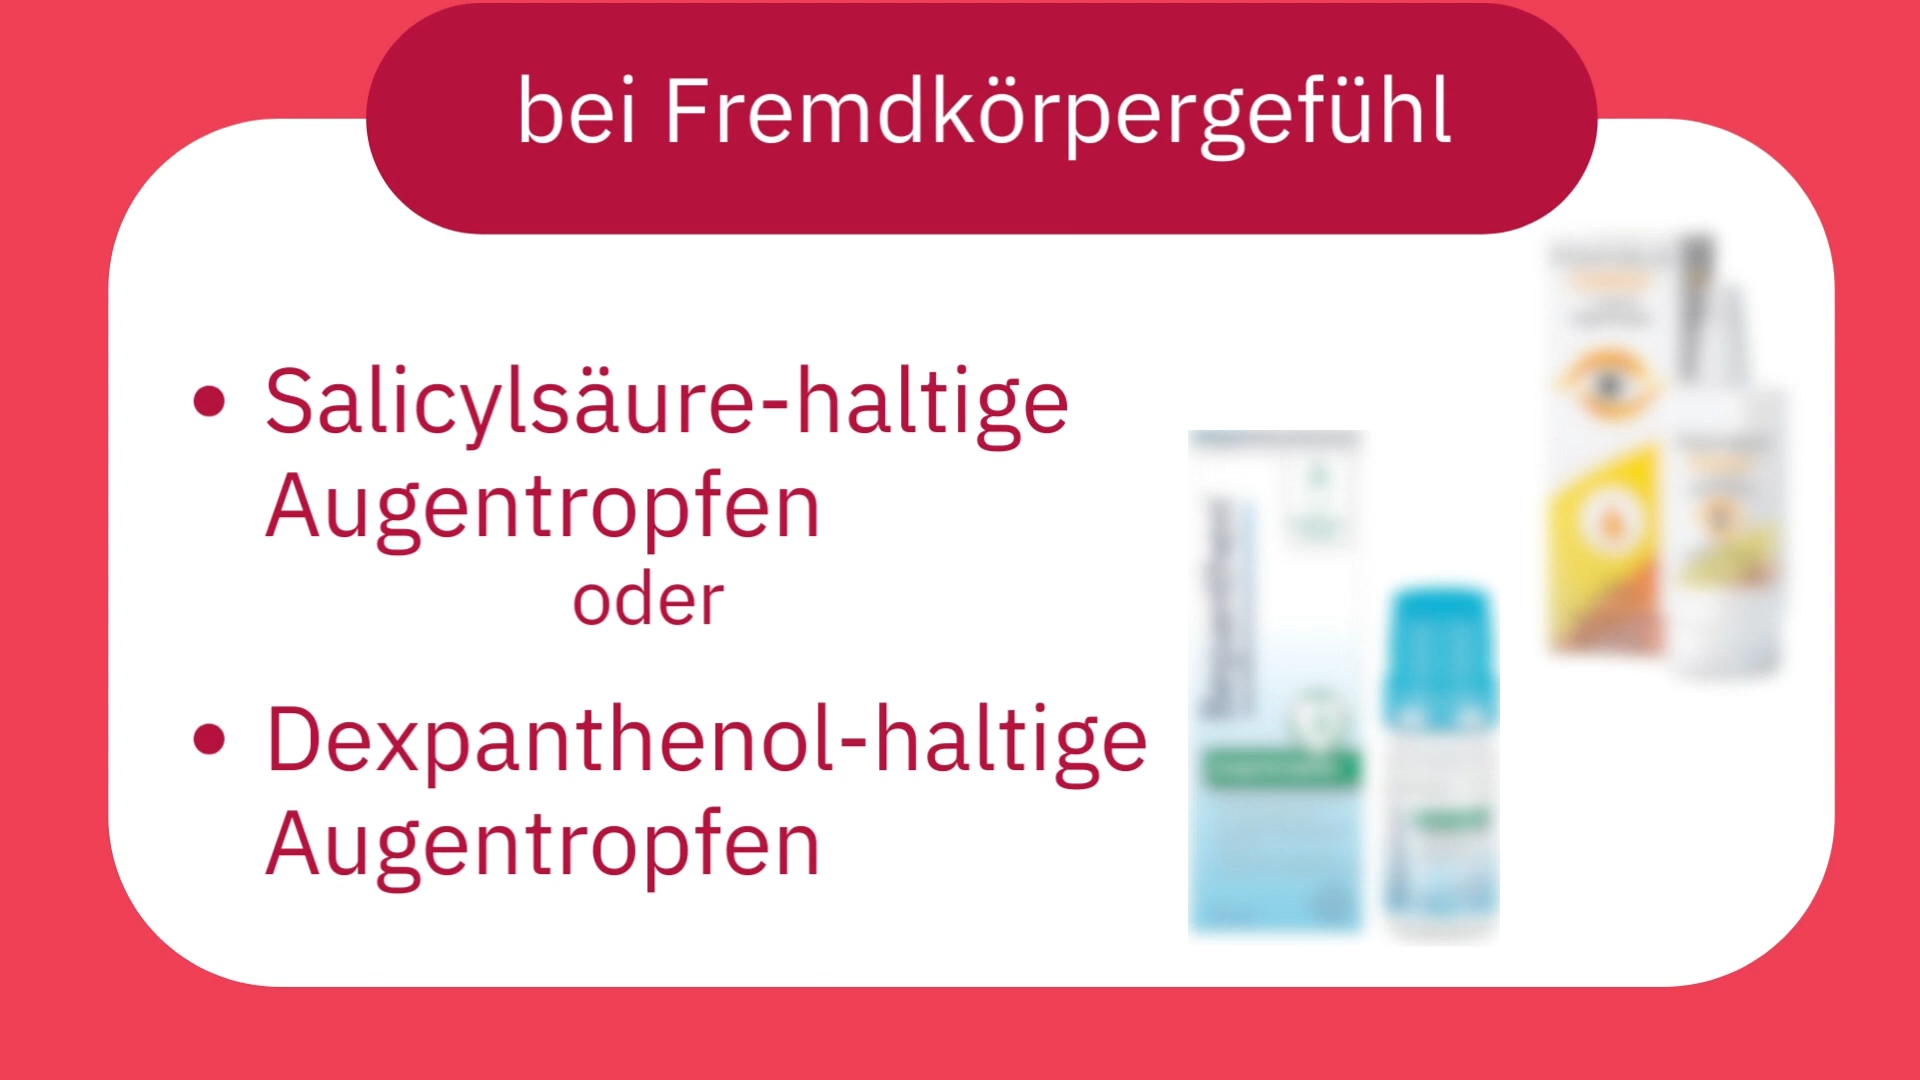 bei Fremdkörpergefühl
• Salicylsäure-haltige
Augentropfen
oder
• Dexpanthenol-haltige
Augentropfen